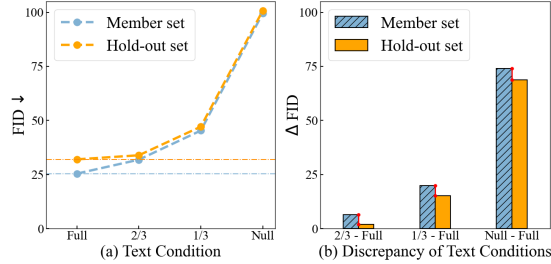 100
75
50
25
0
FID ↓
Member set
Hold-out set
Full
2/3
1/3
Null
(a) Text Condition
100
75
50
25
0
Δ FID
Member set
Hold-out set
2/3 - Full
1/3 - Full
Null - Full
(b) Discrepancy of Text Conditions